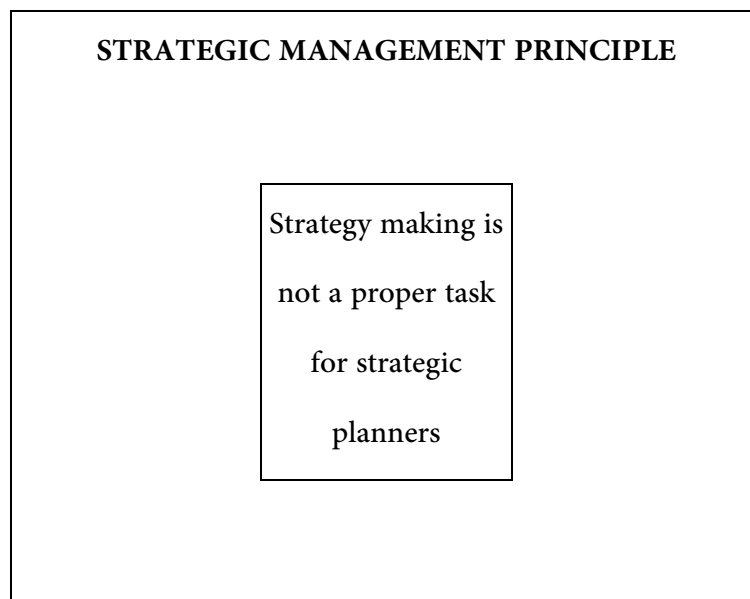 STRATEGIC MANAGEMENT PRINCIPLE
Strategy making is
not a proper task
for strategic
planners